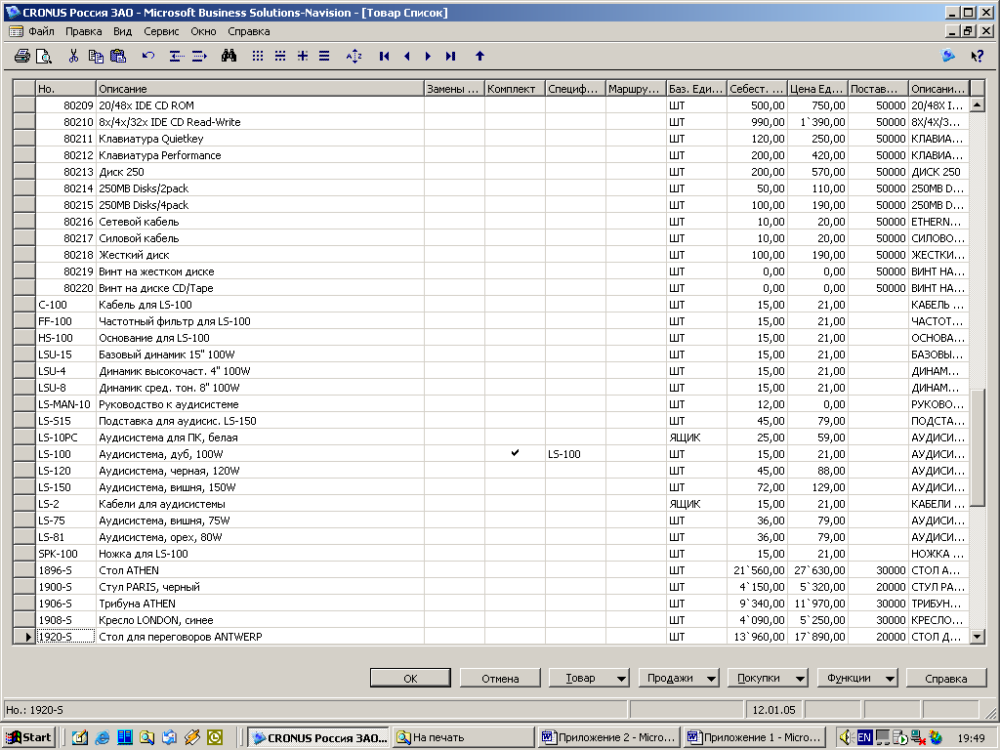 CRONUS Россия ЗАО - Microsoft Business Solutions-Navision - [Товар Список]
Файл Правка Вид Сервис Окно Справка
Но. Описание Замены ... Комплект Специф... Маршру... Баз. Еди... Себест. ... Цена Ед... Постав... Описани...
80209 20/48x IDE CD ROM ШТ 500,00 750,00 50000 20/48X I...
80210 8x/4x/32x IDE CD Read-Write ШТ 990,00 1`390,00 50000 8X/4X/3...
80211 Клавиатура Quietkey ШТ 120,00 250,00 50000 КЛАВИА...
80212 Клавиатура Performance ШТ 200,00 420,00 50000 КЛАВИА...
80213 Диск 250 ШТ 200,00 570,00 50000 ДИСК 250
80214 250MB Disks/2pack ШТ 50,00 110,00 50000 250MB D...
80215 250MB Disks/4pack ШТ 100,00 190,00 50000 250MB D...
80216 Сетевой кабель ШТ 10,00 20,00 50000 ETHERN...
80217 Силовой кабель ШТ 10,00 20,00 50000 СИЛОВО...
80218 Жесткий диск ШТ 100,00 190,00 50000 ЖЕСТКИ...
80219 Винт на жестком диске ШТ 0,00 0,00 50000 ВИНТ НА...
80220 Винт на диске CD/Tape ШТ 0,00 0,00 50000 ВИНТ НА...
C-100 Кабель для LS-100 ШТ 15,00 21,00 КАБЕЛЬ ...
FF-100 Частотный фильтр для LS-100 ШТ 15,00 21,00 ЧАСТОТ...
HS-100 Основание для LS-100 ШТ 15,00 21,00 ОСНОВА...
LSU-15 Базовый динамик 15" 100W ШТ 15,00 21,00 БАЗОВЫ...
LSU-4 Динамик высокочаст. 4" 100W ШТ 15,00 21,00 ДИНАМ...
LSU-8 Динамик сред. тон. 8" 100W ШТ 15,00 21,00 ДИНАМ...
LS-MAN-10 Руководство к аудисистеме ШТ 12,00 0,00 РУКОВО...
LS-S15 Подставка для аудисис. LS-150 ШТ 45,00 79,00 ПОДСТА...
LS-10PC Аудисистема для ПК, белая ЯЩИК 25,00 59,00 АУДИСИ...
LS-100 Аудисистема, дуб, 100W ✔ LS-100 ШТ 15,00 21,00 АУДИСИ...
LS-120 Аудисистема, черная, 120W ШТ 45,00 88,00 АУДИСИ...
LS-150 Аудисистема, вишня, 150W ШТ 72,00 129,00 АУДИСИ...
LS-2 Кабели для аудисистемы ЯЩИК 15,00 21,00 КАБЕЛИ ...
LS-75 Аудисистема, вишня, 75W ШТ 36,00 79,00 АУДИСИ...
LS-81 Аудисистема, орех, 80W ШТ 36,00 79,00 АУДИСИ...
SPK-100 Ножка для LS-100 ШТ 15,00 21,00 НОЖКА ...
1896-S Стол ATHEN ШТ 21`560,00 27`630,00 30000 СТОЛ A...
1900-S Стул PARIS, черный ШТ 4`150,00 5`320,00 20000 СТУЛ PA...
1906-S Трибуна ATHEN ШТ 9`340,00 11`970,00 30000 ТРИБУН...
1908-S Кресло LONDON, синее ШТ 4`090,00 5`250,00 30000 КРЕСЛО...
1920-S Стол для переговоров ANTWERP ШТ 13`960,00 17`890,00 20000 СТОЛ Д...
OK Отмена Товар Продажи Покупки Функции Справка
Но.: 1920-S 12.01.05
Start CRONUS Россия ЗАО... На печать Приложение 2 - Micro... Приложение 1 - Micro... EN 19:49